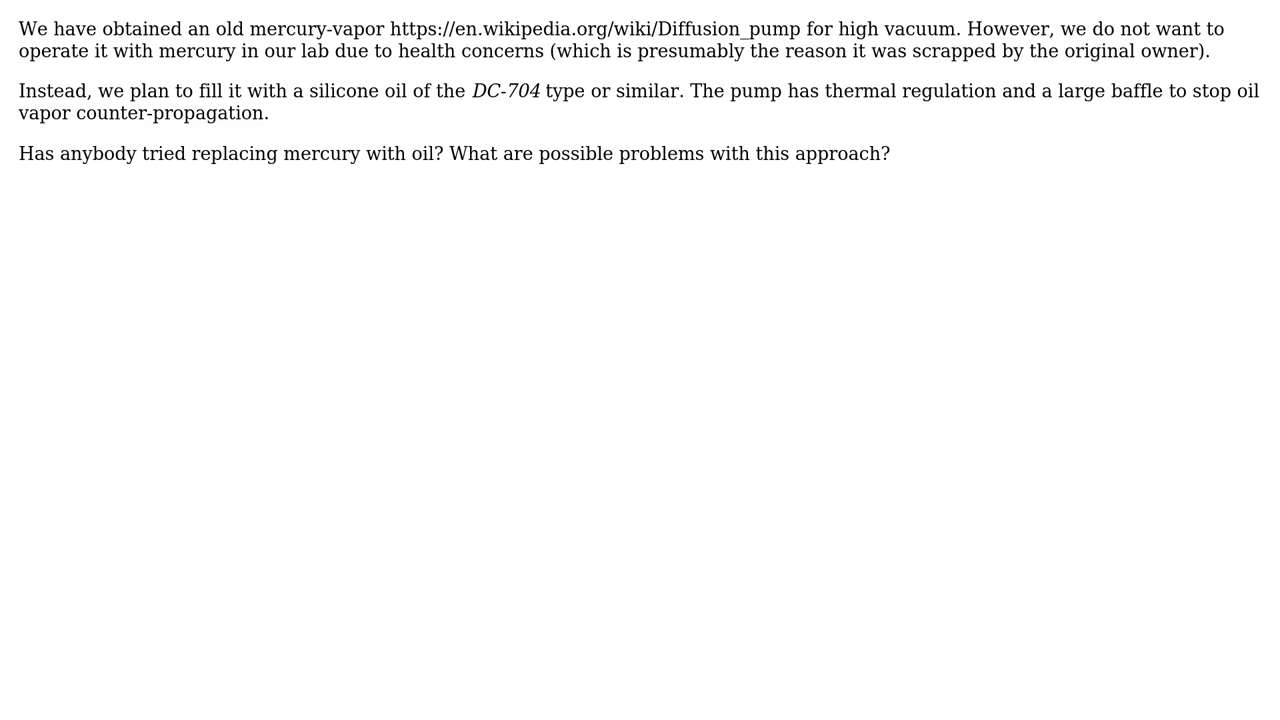 We have obtained an old mercury-vapor https://en.wikipedia.org/wiki/Diffusion_pump for high vacuum. However, we do not want to
operate it with mercury in our lab due to health concerns (which is presumably the reason it was scrapped by the original owner).
Instead, we plan to fill it with a silicone oil of the DC-704 type or similar. The pump has thermal regulation and a large baffle to stop oil
vapor counter-propagation.
Has anybody tried replacing mercury with oil? What are possible problems with this approach?